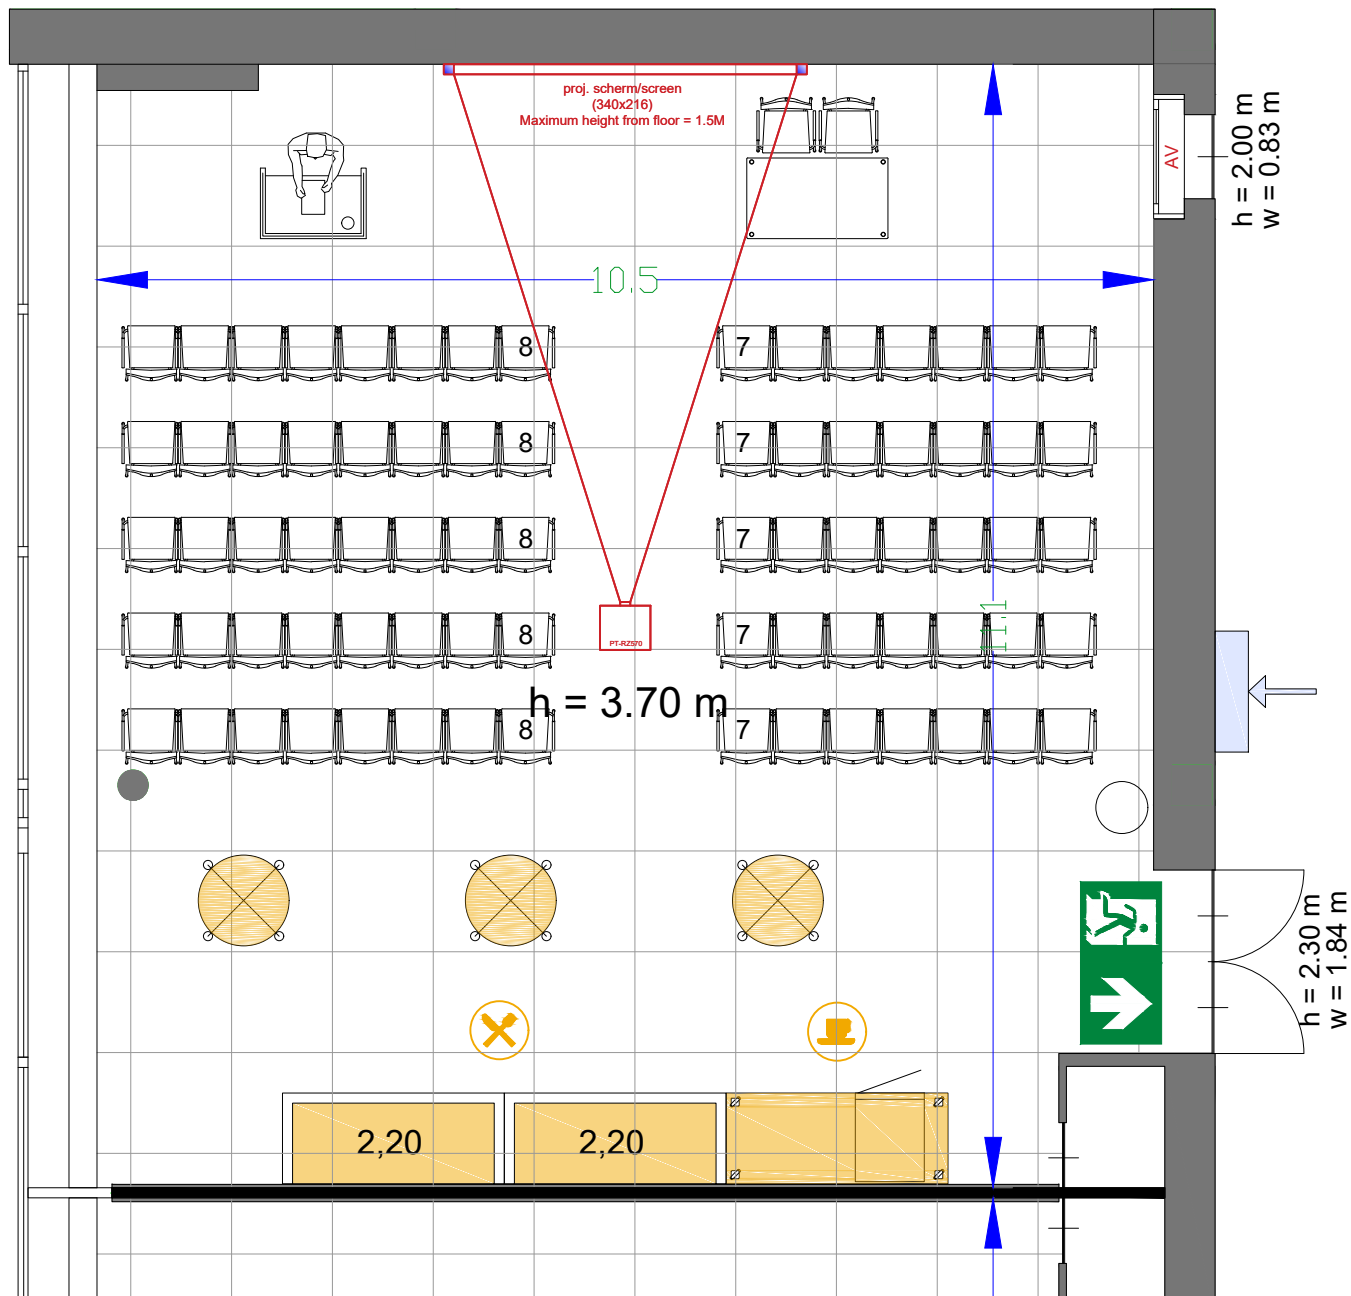 proj. scherm/screen
(340x216)
Maximum height from floor = 1.5M
AV
h = 2.00 m
w = 0.83 m
10.5
8
7
8
7
8
7
11.1
8
7
PT-RZ570
h = 3.70 m
8
7
h = 2.30 m
w = 1.84 m
2,20
2,20